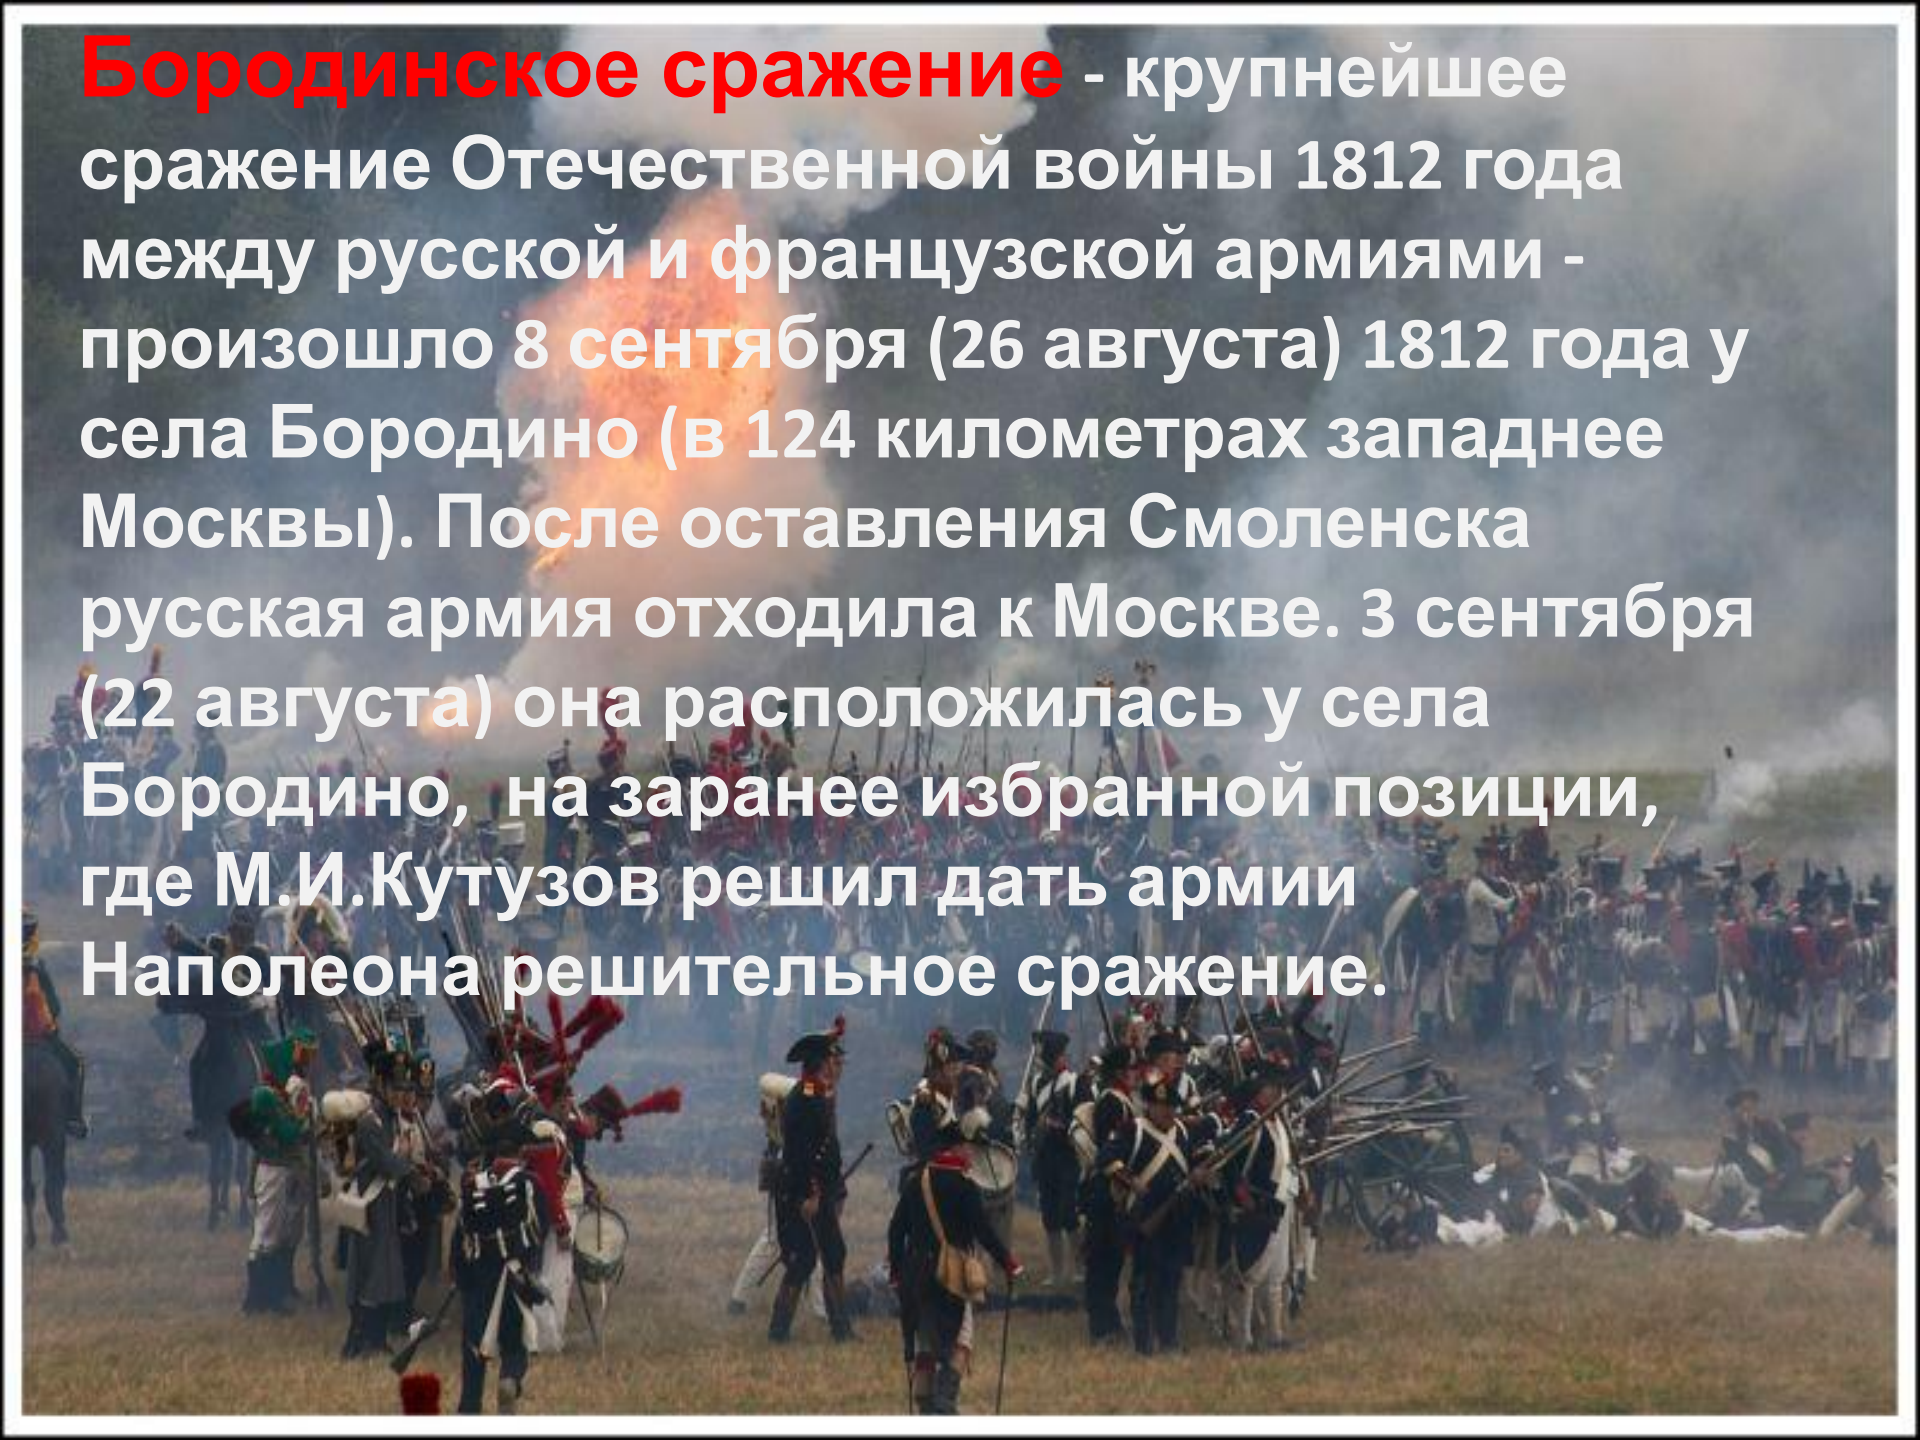 Бородинское сражение - крупнейшее
сражение Отечественной войны 1812 года
между русской и французской армиями -
произошло 8 сентября (26 августа) 1812 года у
села Бородино (в 124 километрах западнее
Москвы). После оставления Смоленска
русская армия отходила к Москве. 3 сентября
(22 августа) она расположилась у села
Бородино,  на заранее избранной позиции,
где М.И.Кутузов решил дать армии
Наполеона решительное сражение.